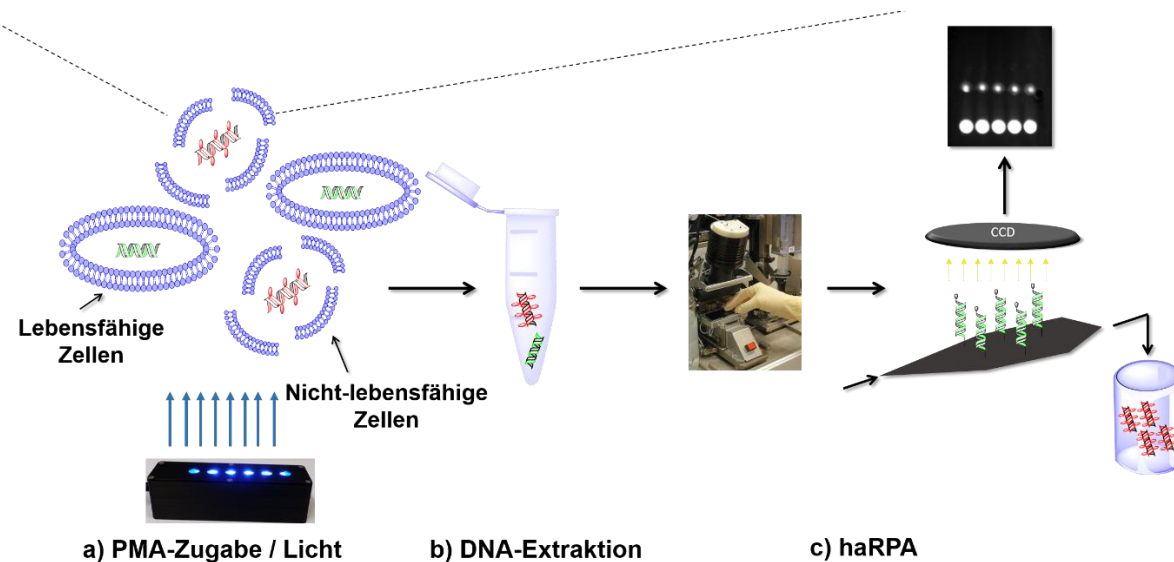 CCD
Lebensfähige
Zellen
Nicht-lebensfähige
Zellen
a) PMA-Zugabe / Licht
b) DNA-Extraktion
c) haRPA